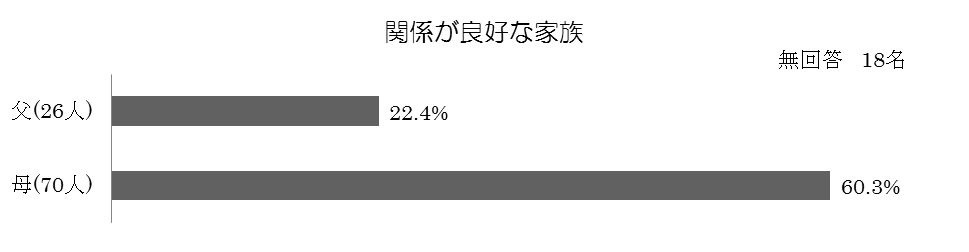 関係が良好な家族
無回答　18名
父(26人)
22.4%
母(70人)
60.3%